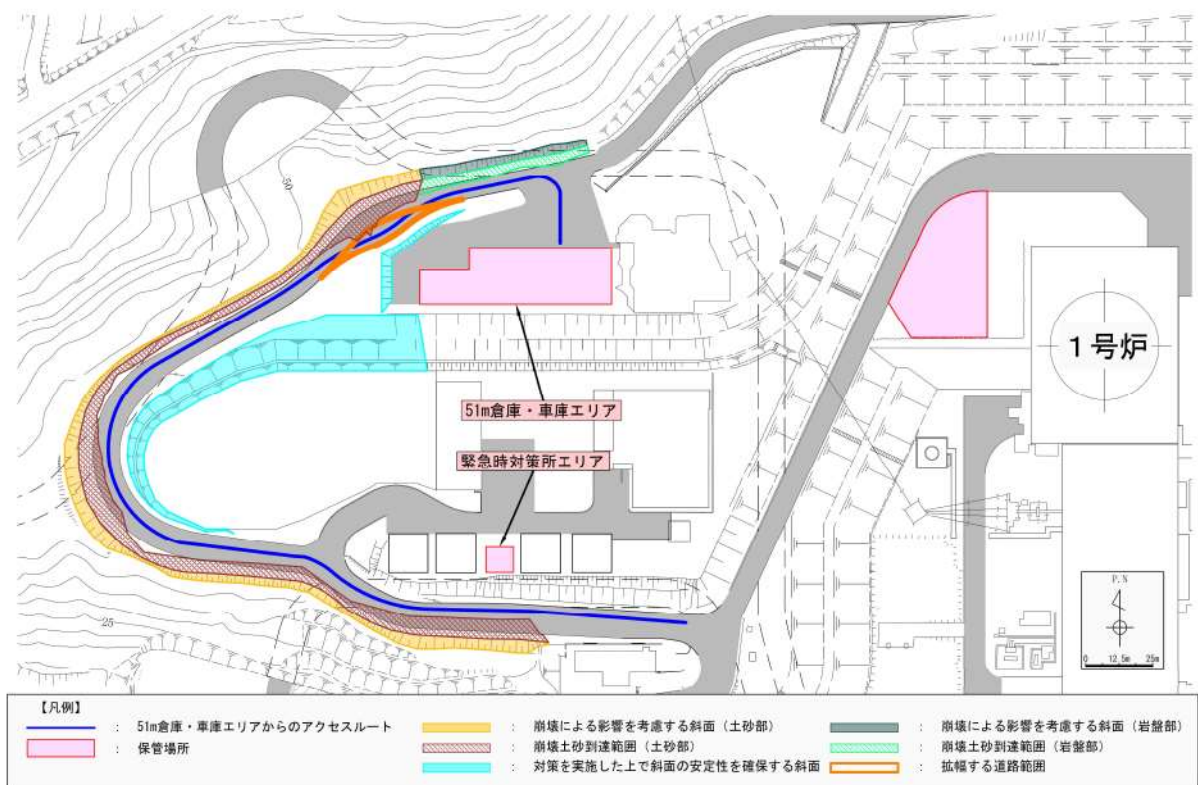 50
1号炉
51m倉庫・車庫エリア
緊急時対策所エリア
25
P.N
0 12.5m 25m
【凡例】
: 51m倉庫・車庫エリアからのアクセスルート
: 保管場所
: 崩壊による影響を考慮する斜面（土砂部）
: 崩壊土砂到達範囲（土砂部）
: 対策を実施した上で斜面の安定性を確保する斜面
: 崩壊による影響を考慮する斜面（岩盤部）
: 崩壊土砂到達範囲（岩盤部）
: 拡幅する道路範囲